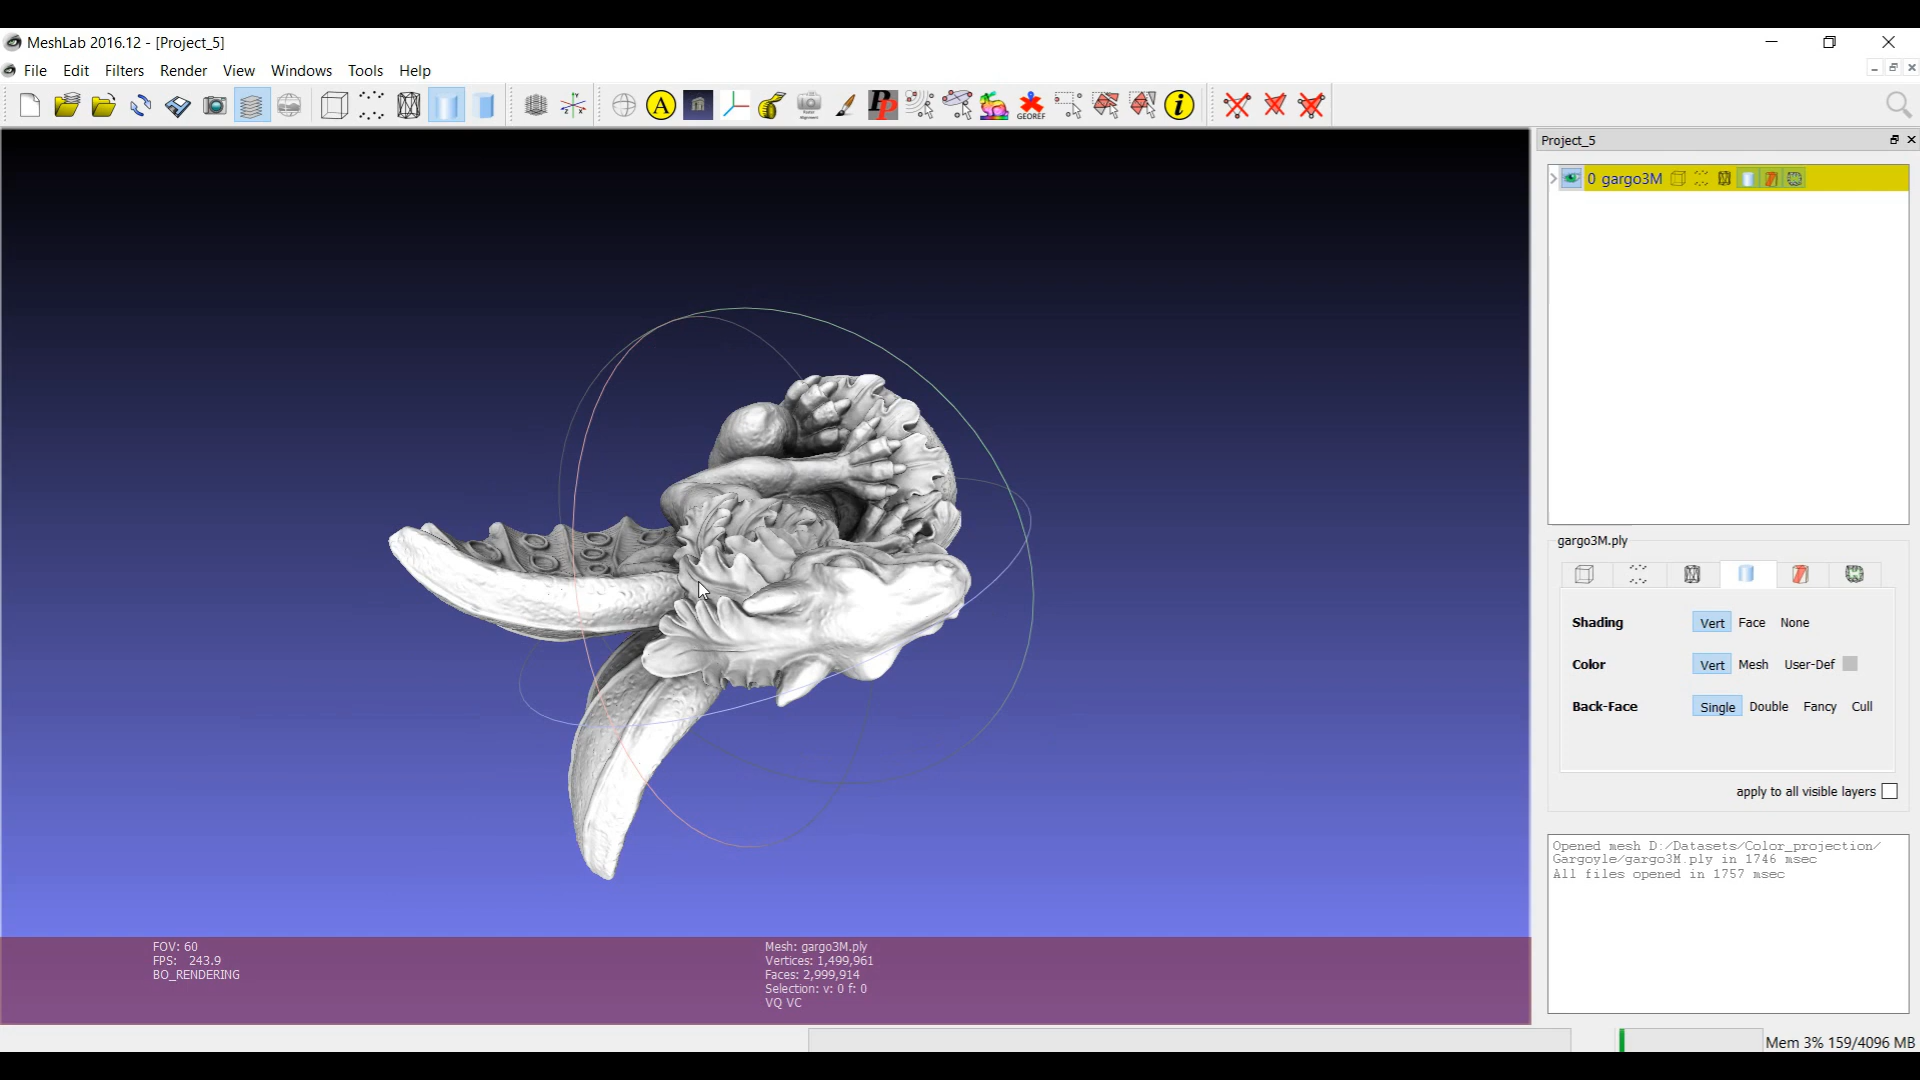 MeshLab 2016.12 - [Project_5]
File Edit Filters Render View Windows Tools Help
A
PP
GEOREF
i
Project_5
0 gargo3M
gargo3M.ply
Shading Vert Face None
Color Vert Mesh User-Def
Back-Face Single Double Fancy Cull
apply to all visible layers
Opened mesh D:/Datasets/Color_projection/
Gargoyle/gargo3M.ply in 1746 msec
All files opened in 1757 msec
FOV: 60
FPS: 243.9
BO_RENDERING
Mesh: gargo3M.ply
Vertices: 1,499,961
Faces: 2,999,914
Selection: v: 0 f: 0
VQ VC
Mem 3% 159/4096 MB